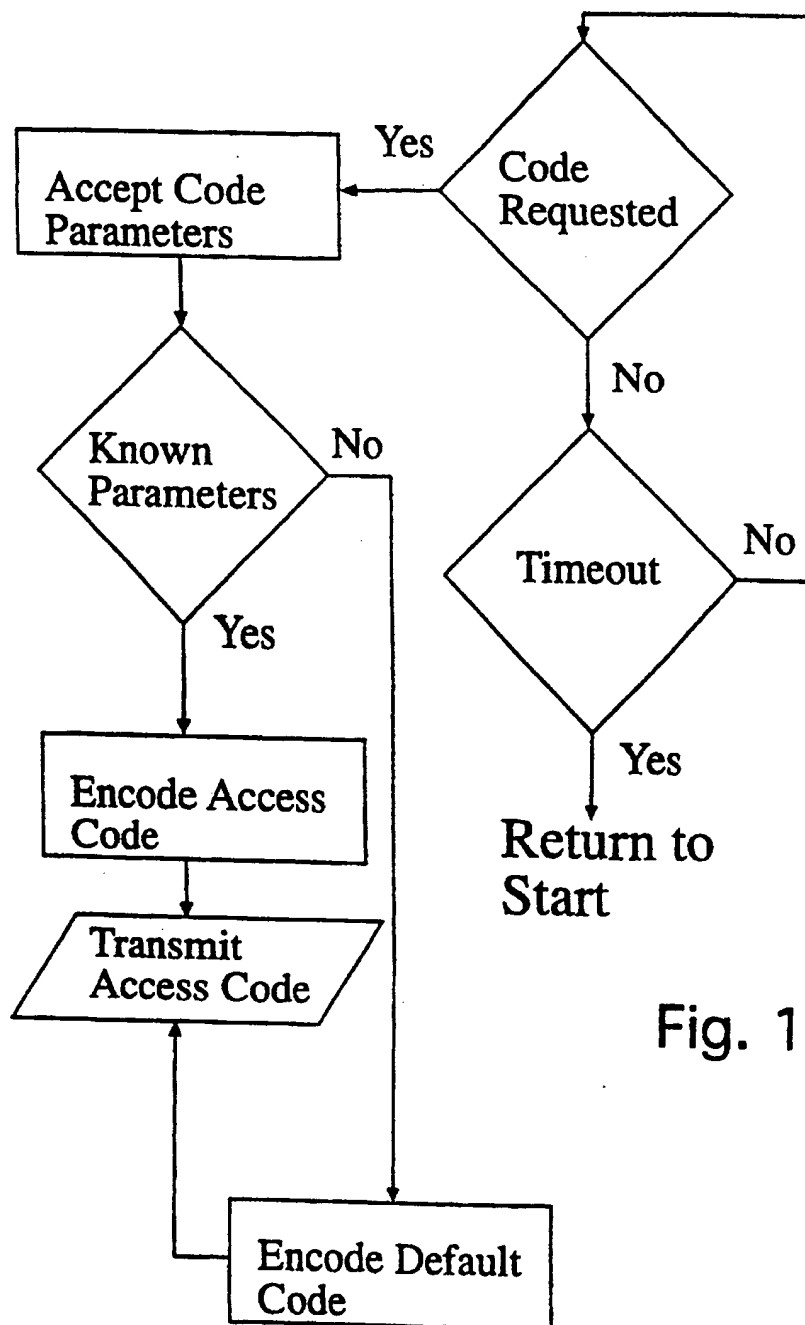 Yes
Code
Requested
Accept Code
Parameters
No
Known
Parameters
No
Timeout
No
Yes
Encode Access
Code
Yes
Return to
Start
Transmit
Access Code
Fig. 1
Encode Default
Code